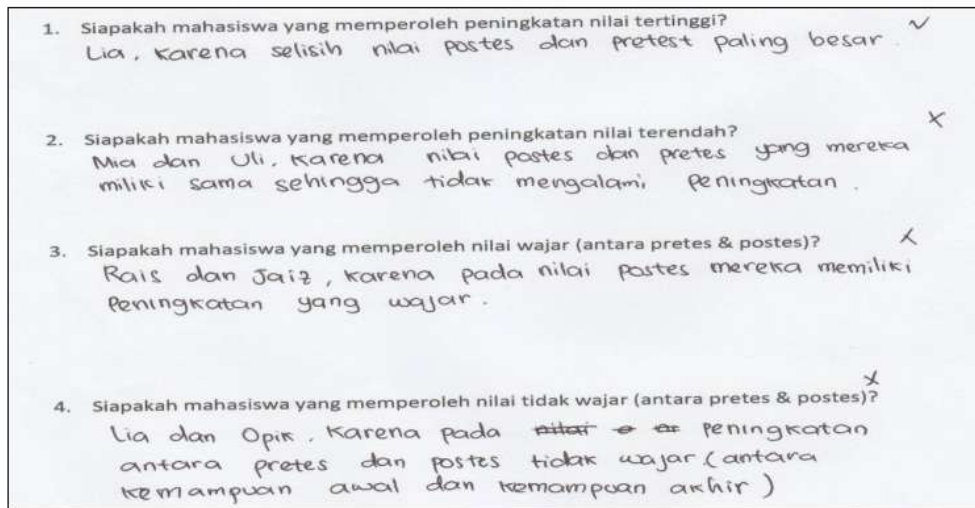 1. Siapakah mahasiswa yang memperoleh peningkatan nilai tertinggi? ✓
Lia, karena selisih nilai postes dan pretest paling besar.
2. Siapakah mahasiswa yang memperoleh peningkatan nilai terendah? ×
Mia dan Uli, karena nilai postes dan pretes yang mereka
miliki sama sehingga tidak mengalami peningkatan.
3. Siapakah mahasiswa yang memperoleh nilai wajar (antara pretes & postes)? ×
Rais dan Jaiz, karena pada nilai postes mereka memiliki
peningkatan yang wajar.
4. Siapakah mahasiswa yang memperoleh nilai tidak wajar (antara pretes & postes)? ×
Lia dan Opik. Karena pada peningkatan
antara pretes dan postes tidak wajar (antara
kemampuan awal dan kemampuan akhir)